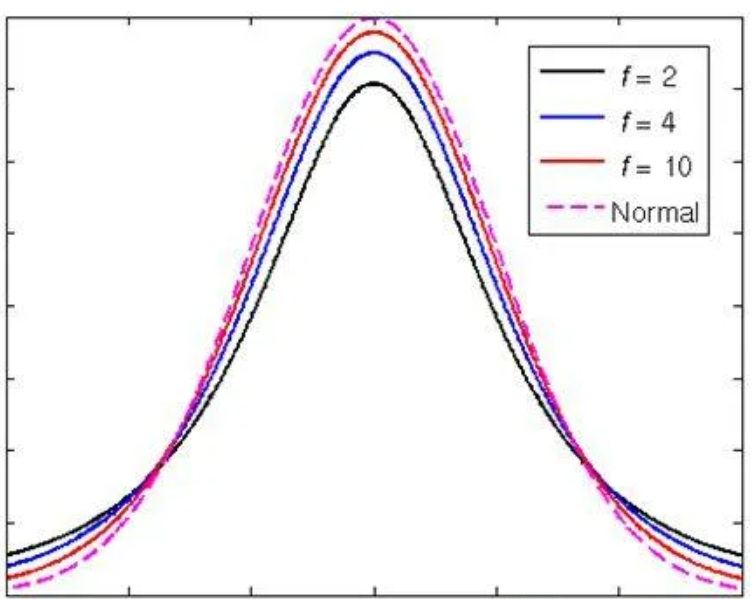 f = 2
f = 4
f = 10
Normal